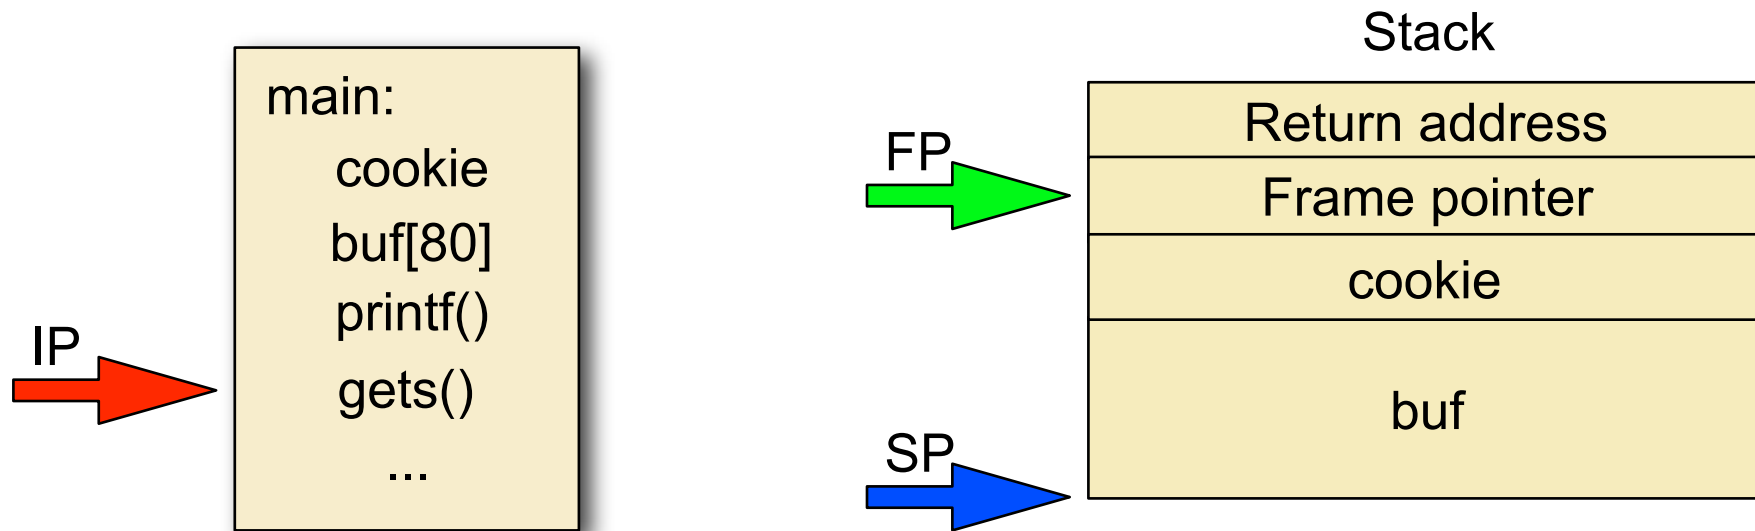 main:
cookie
buf[80]
printf()
gets()
...
IP
Stack
Return address
Frame pointer
cookie
buf
FP
SP